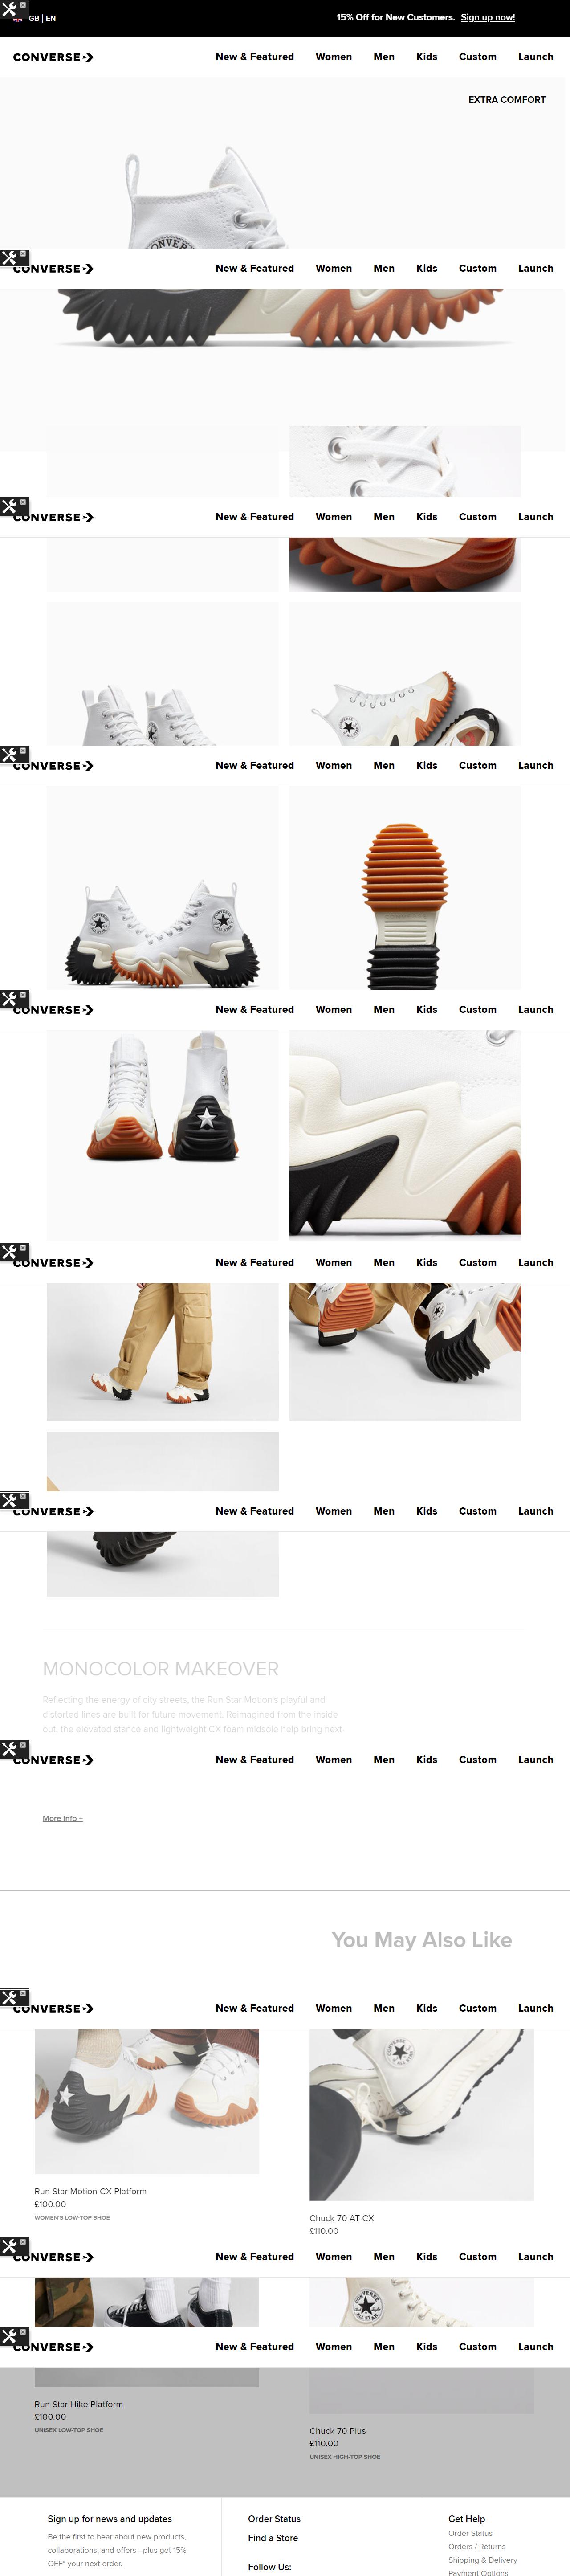 GB | EN
15% Off for New Customers. Sign up now!
CONVERSE
New & Featured Women Men Kids Custom Launch
EXTRA COMFORT
CONVERSE
New & Featured Women Men Kids Custom Launch
CONVERSE
New & Featured Women Men Kids Custom Launch
CONVERSE
New & Featured Women Men Kids Custom Launch
CONVERSE
New & Featured Women Men Kids Custom Launch
CONVERSE
New & Featured Women Men Kids Custom Launch
CONVERSE
New & Featured Women Men Kids Custom Launch
MONOCOLOR MAKEOVER
Reflecting the energy of city streets, the Run Star Motion's playful and
distorted lines are built for future movement. Reimagined from the inside
out, the elevated stance and lightweight CX foam midsole help bring next-
CONVERSE
New & Featured Women Men Kids Custom Launch
More Info +
You May Also Like
CONVERSE
New & Featured Women Men Kids Custom Launch
Run Star Motion CX Platform
£100.00
WOMEN'S LOW-TOP SHOE
Chuck 70 AT-CX
£110.00
CONVERSE
New & Featured Women Men Kids Custom Launch
CONVERSE
New & Featured Women Men Kids Custom Launch
Run Star Hike Platform
£100.00
UNISEX LOW-TOP SHOE
Chuck 70 Plus
£110.00
UNISEX HIGH-TOP SHOE
Sign up for news and updates
Be the first to hear about new products,
collaborations, and offers—plus get 15%
OFF* your next order.
Order Status
Find a Store
Follow Us:
Get Help
Order Status
Orders / Returns
Shipping & Delivery
Payment Options